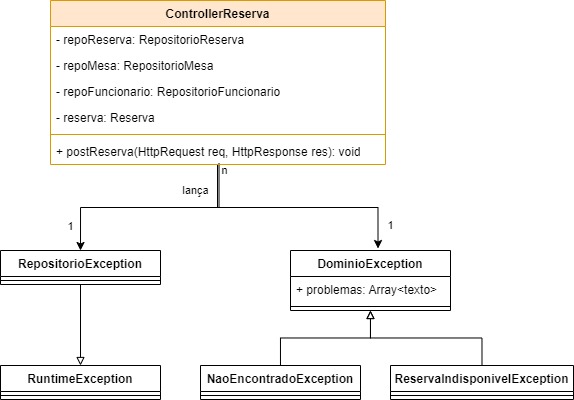 ControllerReserva
- repoReserva: RepositorioReserva
- repoMesa: RepositorioMesa
- repoFuncionario: RepositorioFuncionario
- reserva: Reserva
+ postReserva(HttpRequest req, HttpResponse res): void
n
lança
1
1
RepositorioException
DominioException
+ problemas: Array<texto>
RuntimeException
NaoEncontradoException
ReservaIndisponivelException